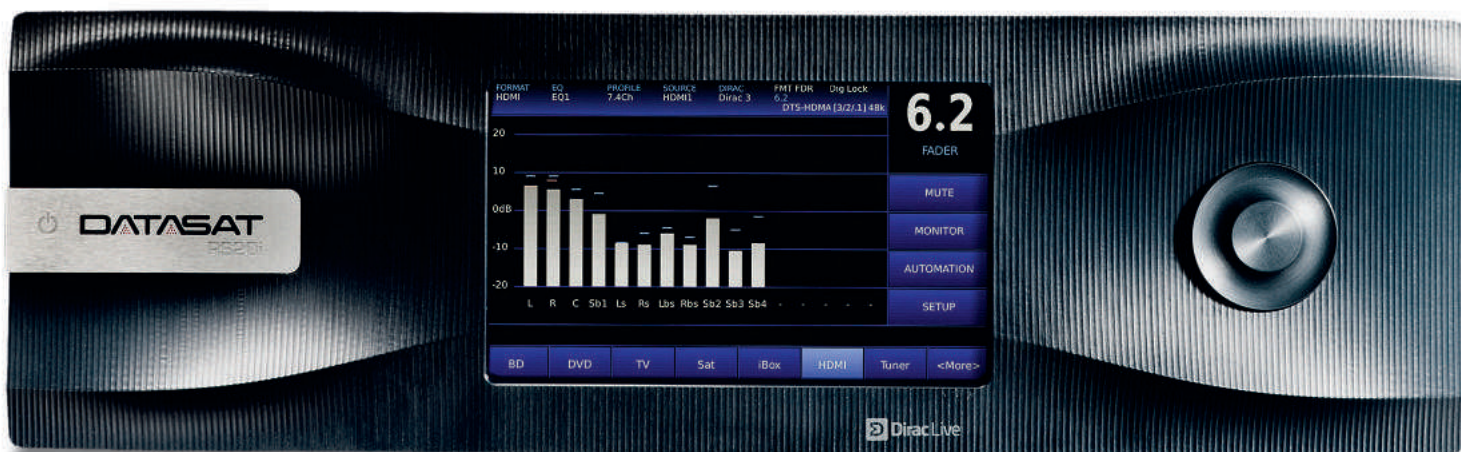 FORMAT EQ PROFILE SOURCE DIRAC FMT FDR Dig Lock
HDMI EQ1 7.4Ch HDMI1 Dirac 3 6.2
DTS-HDMA [3/2/.1] 48k
6.2
FADER
20
10
0dB
-10
-20
L R C Sb1 Ls Rs Lbs Rbs Sb2 Sb3 Sb4 - - - - -
MUTE
MONITOR
AUTOMATION
SETUP
BD DVD TV Sat iBox HDMI Tuner <More>
DATASAT
RS20i
Dirac Live